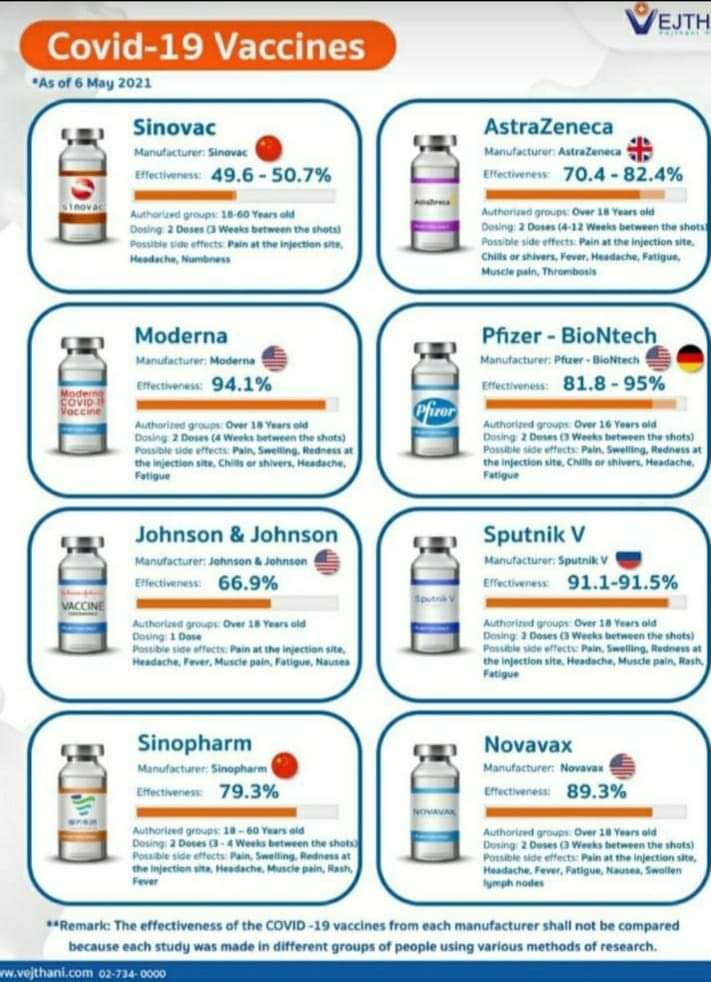 VEJTH
Covid-19 Vaccines
*As of 6 May 2021
Sinovac
Manufacturer: Sinovac
Effectiveness: 49.6 - 50.7%
Authorized groups: 18-60 Years old
Dosing: 2 Doses (3 Weeks between the shots)
Possible side effects: Pain at the injection site,
Headache, Numbness
sinovac
AstraZeneca
Manufacturer: AstraZeneca
Effectiveness: 70.4 - 82.4%
Authorized groups: Over 18 Years old
Dosing: 2 Doses (4-12 Weeks between the shots)
Possible side effects: Pain at the injection site,
Chills or shivers, Fever, Headache, Fatigue,
Muscle pain, Thrombosis
AstraZeneca
Moderna
Manufacturer: Moderna
Effectiveness: 94.1%
Authorized groups: Over 18 Years old
Dosing: 2 Doses (4 Weeks between the shots)
Possible side effects: Pain, Swelling, Redness at
the injection site, Chills or shivers, Headache,
Fatigue
Moderna
COVID-19
Vaccine
Pfizer - BioNtech
Manufacturer: Pfizer - BioNtech
Effectiveness: 81.8 - 95%
Authorized groups: Over 16 Years old
Dosing: 2 Doses (3 Weeks between the shots)
Possible side effects: Pain, Swelling, Redness at
the injection site, Chills or shivers, Headache,
Fatigue
Pfizer
Johnson & Johnson
Manufacturer: Johnson & Johnson
Effectiveness: 66.9%
Authorized groups: Over 18 Years old
Dosing: 1 Dose
Possible side effects: Pain at the injection site,
Headache, Fever, Muscle pain, Fatigue, Nausea
VACCINE
Sputnik V
Manufacturer: Sputnik V
Effectiveness: 91.1-91.5%
Authorized groups: Over 18 Years old
Dosing: 2 Doses (3 Weeks between the shots)
Possible side effects: Pain, Swelling, Redness at
the injection site, Headache, Muscle pain, Rash,
Fatigue
Sputnik V
Sinopharm
Manufacturer: Sinopharm
Effectiveness: 79.3%
Authorized groups: 18 – 60 Years old
Dosing: 2 Doses (3 - 4 Weeks between the shots)
Possible side effects: Pain, Swelling, Redness at
the injection site, Headache, Muscle pain, Rash,
Fever
Novavax
Manufacturer: Novavax
Effectiveness: 89.3%
Authorized groups: Over 18 Years old
Dosing: 2 Doses (3 Weeks between the shots)
Possible side effects: Pain at the injection site,
Headache, Fever, Fatigue, Nausea, Swollen
lymph nodes
NOVAVAX
**Remark: The effectiveness of the COVID -19 vaccines from each manufacturer shall not be compared
because each study was made in different groups of people using various methods of research.
ww.vejthani.com 02-734-0000